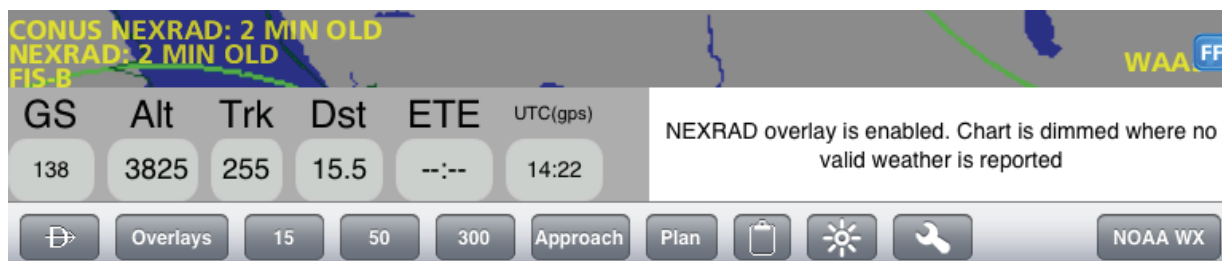 CONUS NEXRAD: 2 MIN OLD
NEXRAD: 2 MIN OLD
FIS-B
FF
GS Alt Trk Dst ETE UTC(gps)
138 3825 255 15.5 --:-- 14:22
NEXRAD overlay is enabled. Chart is dimmed where no
valid weather is reported
Overlays 15 50 300 Approach Plan NOAA WX